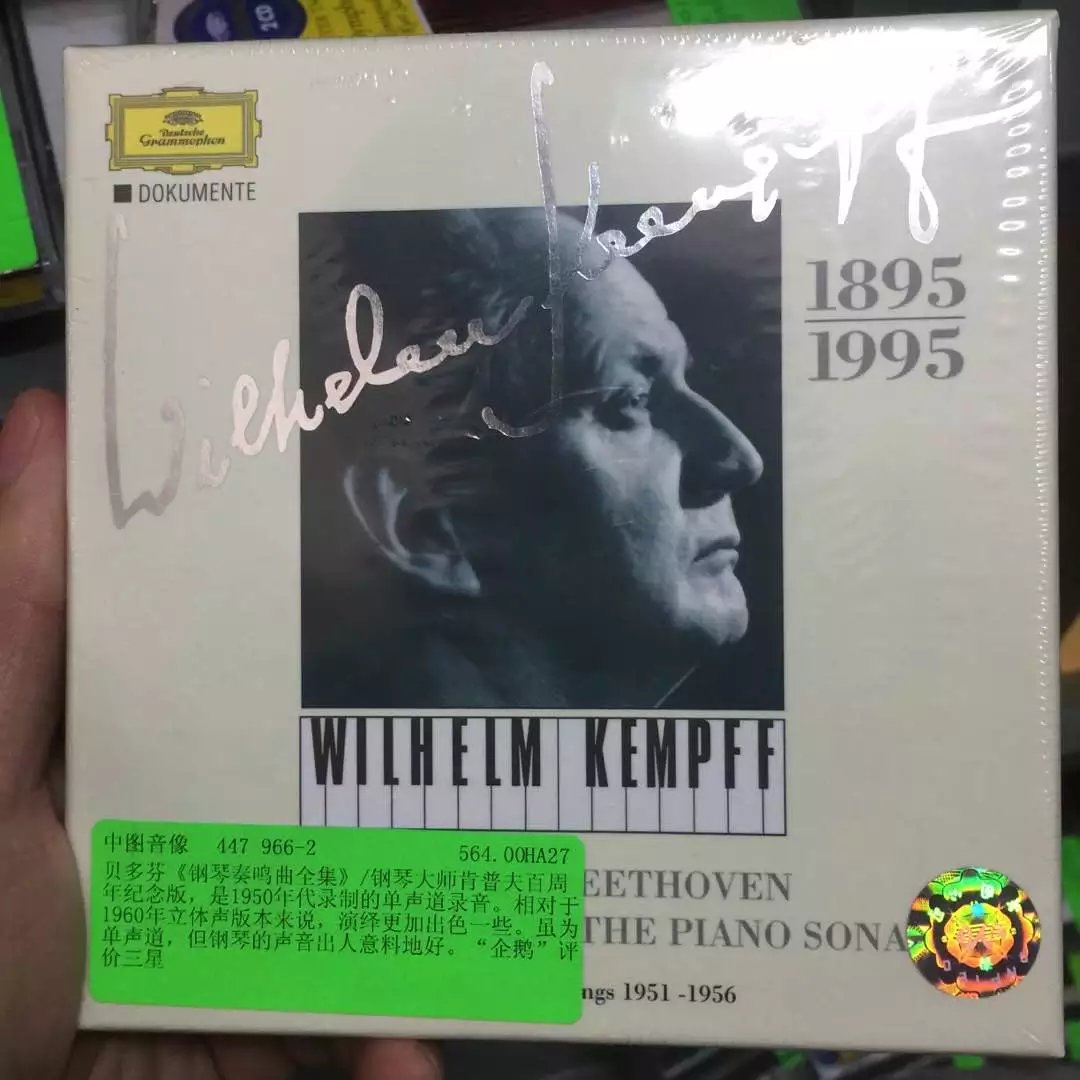 Deutsche
Grammophon
DOKUMENTE
Wilhelm Kempff
1895
1995
WILHELM KEMPFF
中图音像 447 966-2 564.00HA27
贝多芬《钢琴奏鸣曲全集》/钢琴大师肯普夫百周
年纪念版,是1950年代录制的单声道录音。相对于
1960年立体声版本来说,演绎更加出色一些。虽为
单声道,但钢琴的声音出人意料地好。“企鹅”评
价三星
EETHOVEN
THE PIANO SONA
ngs 1951 -1956